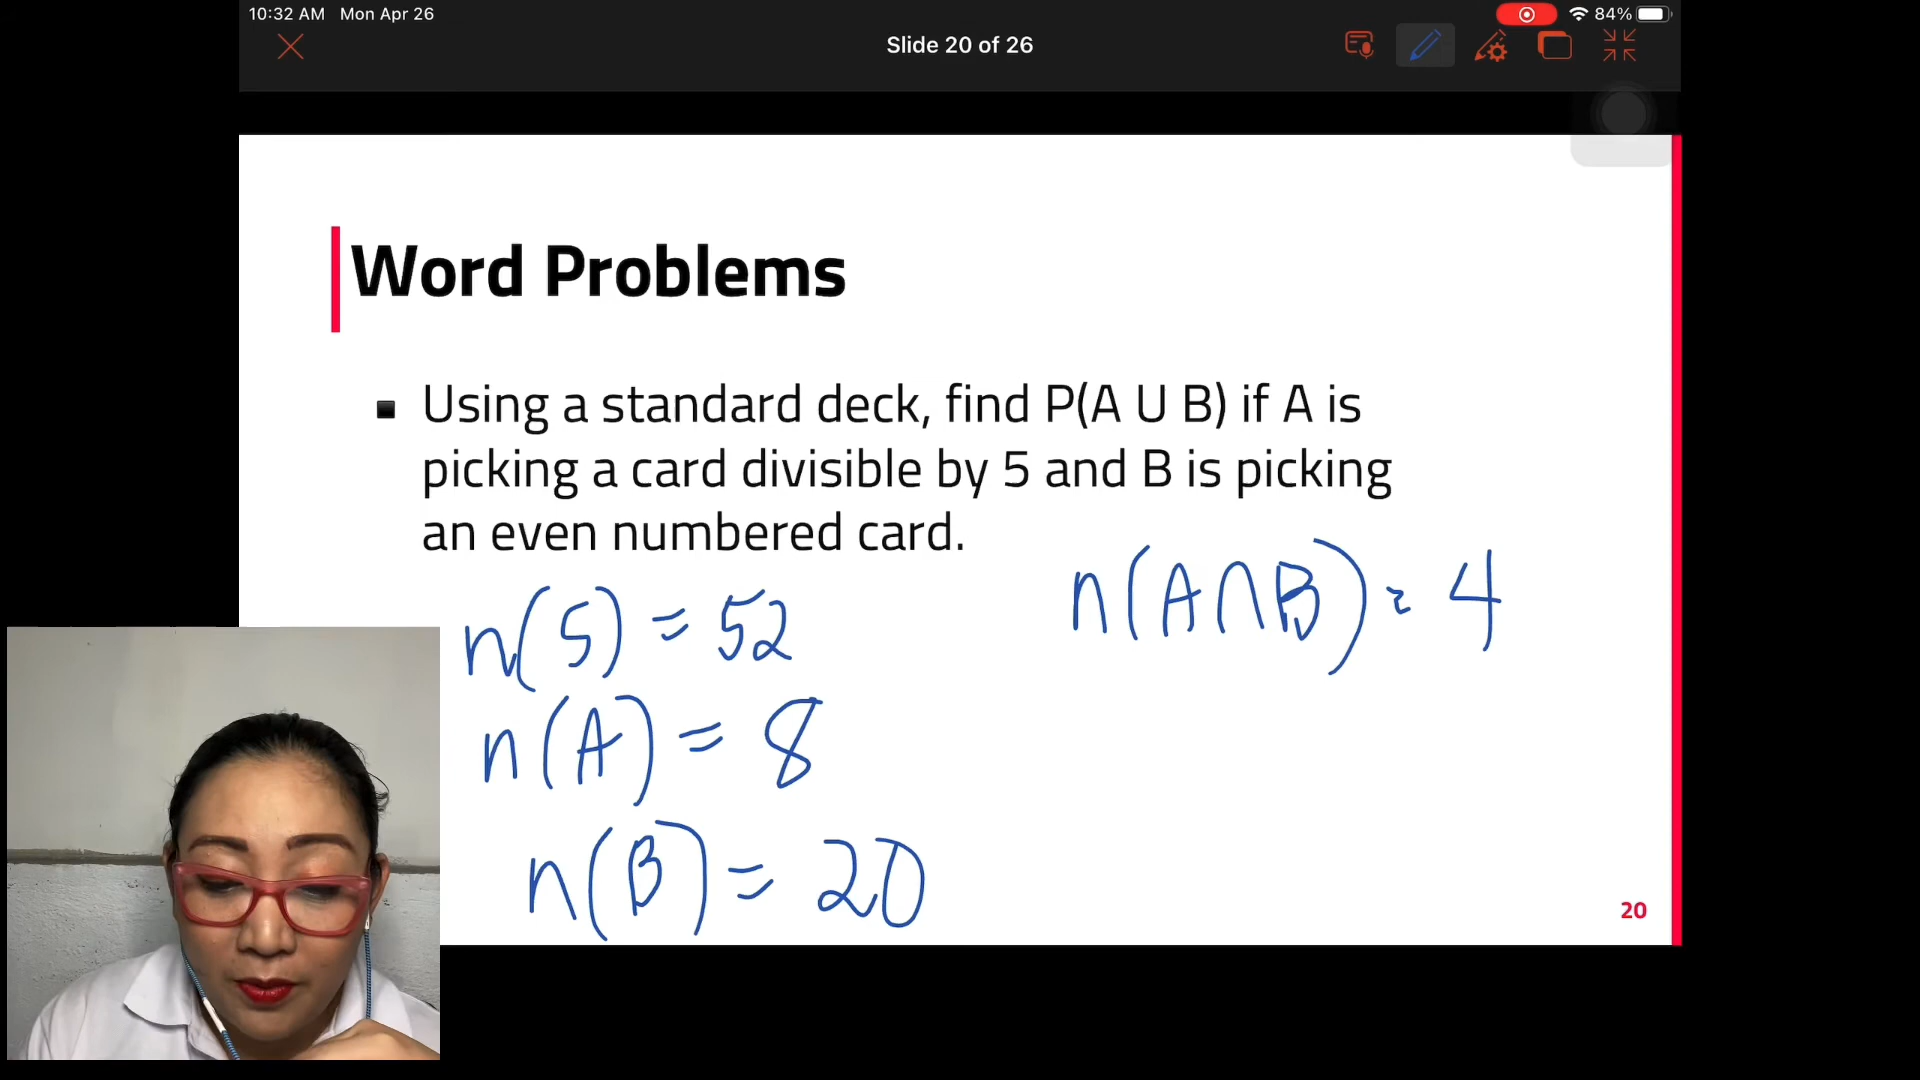 10:32 AM Mon Apr 26
84%
Slide 20 of 26
Word Problems
Using a standard deck, find P(A U B) if A is
picking a card divisible by 5 and B is picking
an even numbered card.
n(A∩B) = 4
n(S) = 52
n(A) = 8
n(B) = 20
20